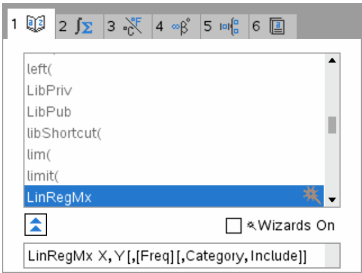 1 2 ∫Σ 3 °F °C 4 ∞β° 5 6
left(
LibPriv
LibPub
libShortcut(
lim(
limit(
LinRegMx
Wizards On
LinRegMx X,Y[,[Freq][,Category,Include]]